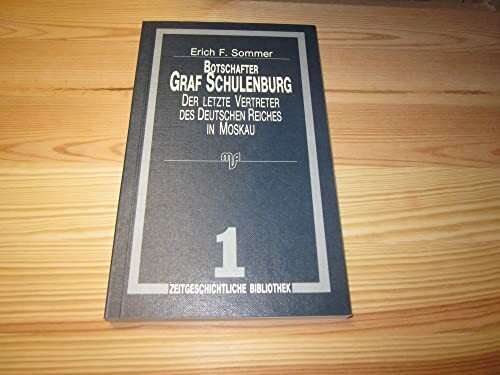 Erich F. Sommer
BOTSCHAFTER
GRAF SCHULENBURG
DER LETZTE VERTRETER
DES DEUTSCHEN REICHES
IN MOSKAU
1
ZEITGESCHICHTLICHE BIBLIOTHEK